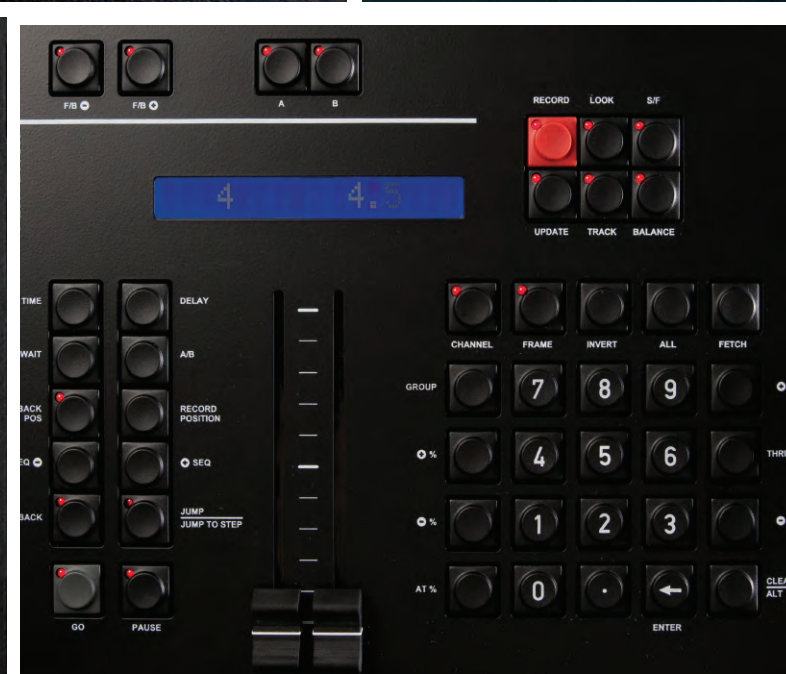 F/B ⊖ F/B ⊕ A B
RECORD LOOK S/F
4 4.5
UPDATE TRACK BALANCE
TIME DELAY
CHANNEL FRAME INVERT ALL FETCH
WAIT A/B
GROUP 7 8 9 ⊕
BACK
POS
RECORD
POSITION
⊕ % 4 5 6 THRU
EQ ⊖ ⊕ SEQ
BACK JUMP
JUMP TO STEP
⊖ % 1 2 3 ⊖
AT % 0 . ← CLEA
ALT
GO PAUSE ENTER